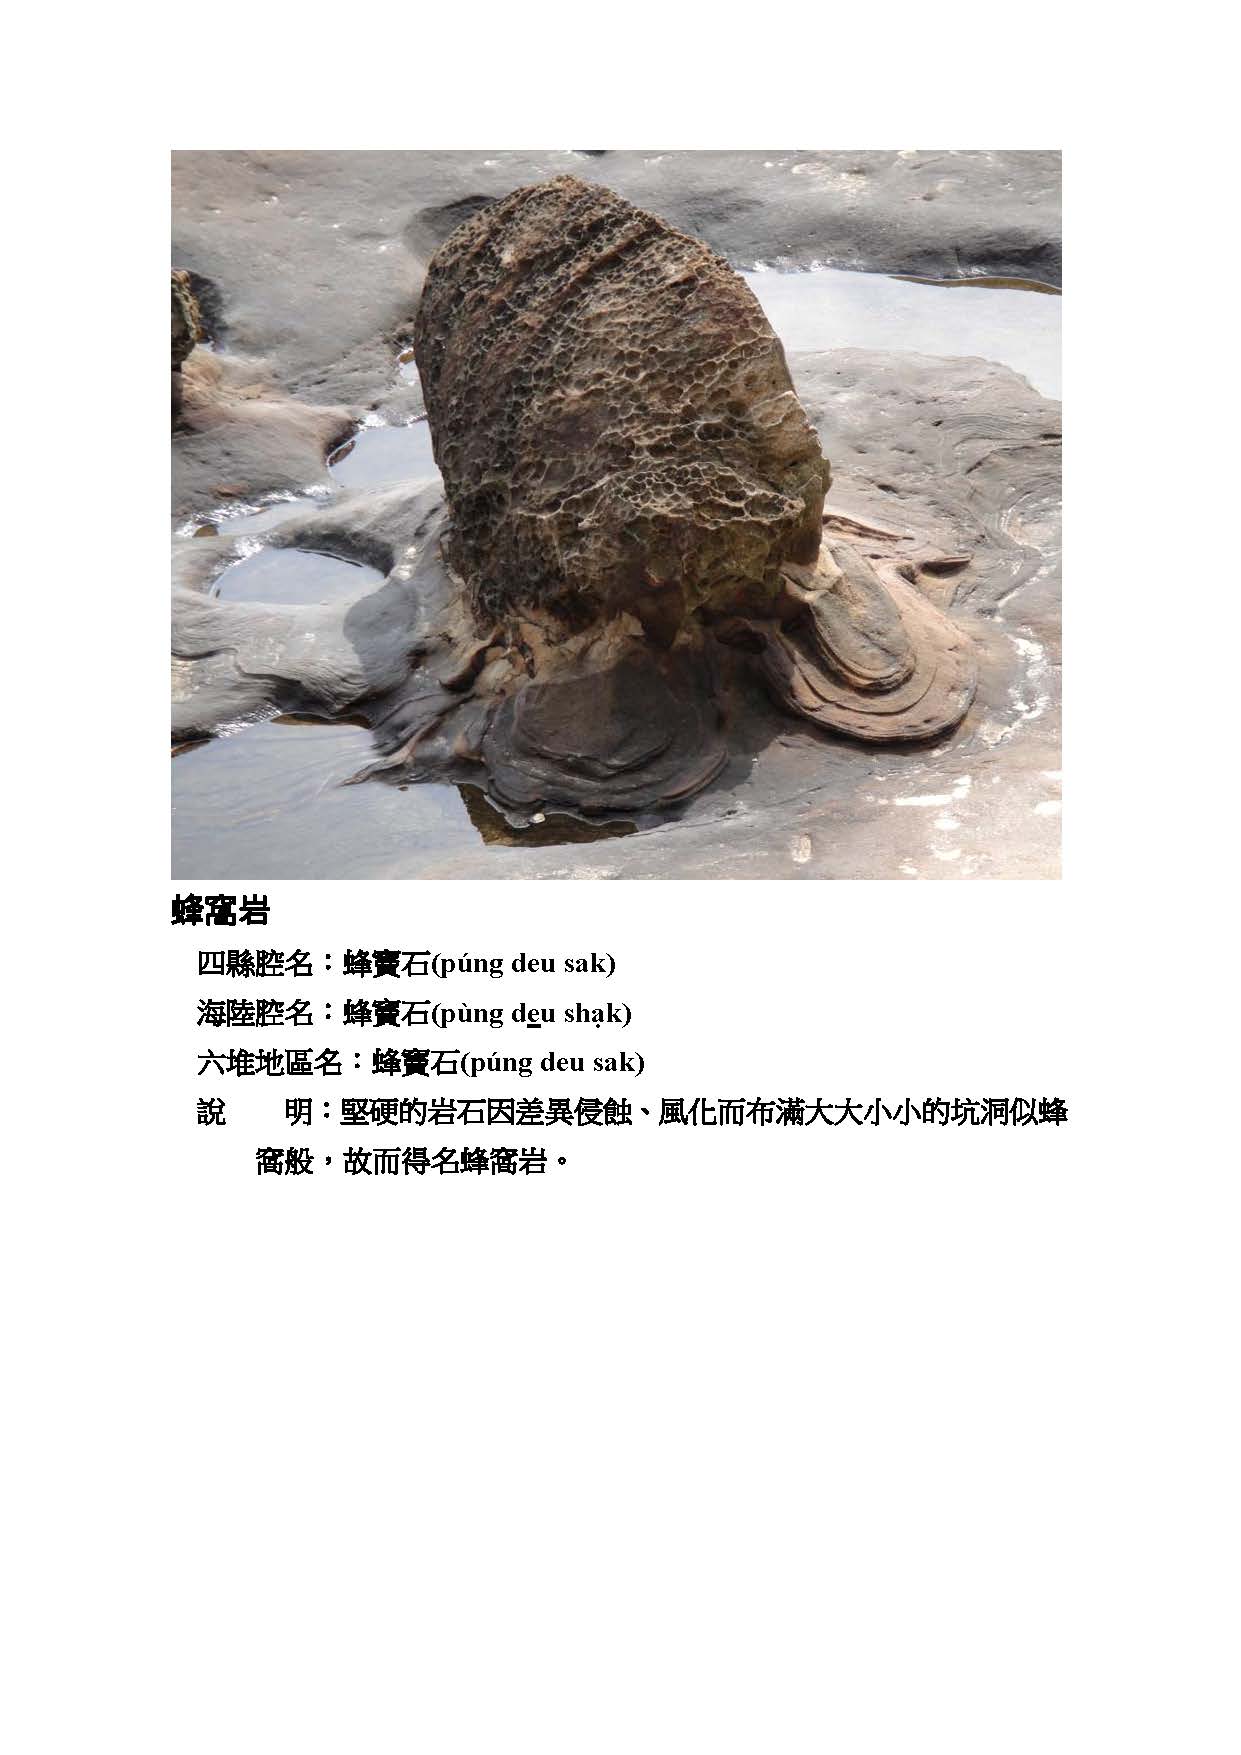 蜂窩岩
四縣腔名：蜂竇石(púng deu sak)
海陸腔名：蜂竇石(pùng de̲u shạk)
六堆地區名：蜂竇石(púng deu sak)
說　　明：堅硬的岩石因差異侵蝕、風化而布滿大大小小的坑洞似蜂
窩般，故而得名蜂窩岩。